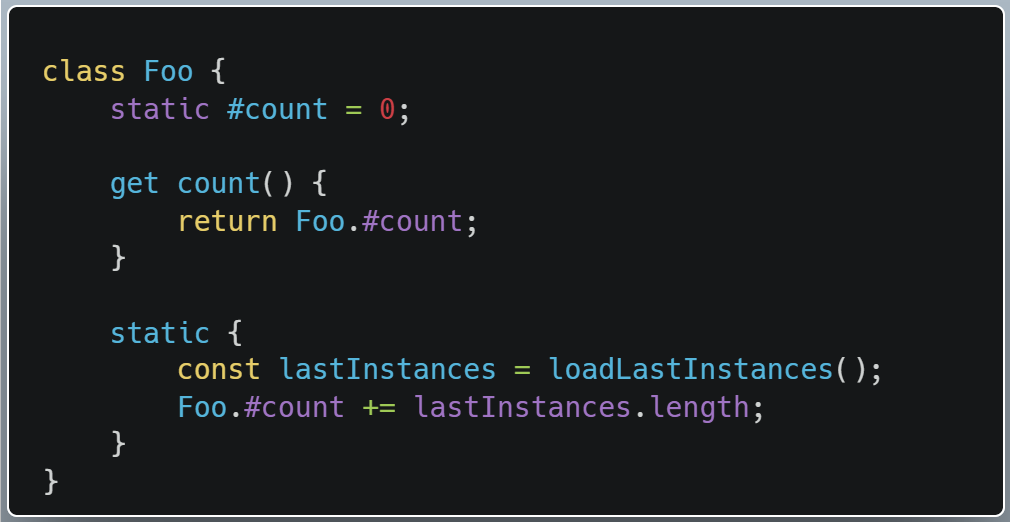 class Foo {
    static #count = 0;

    get count() {
        return Foo.#count;
    }

    static {
        const lastInstances = loadLastInstances();
        Foo.#count += lastInstances.length;
    }
}